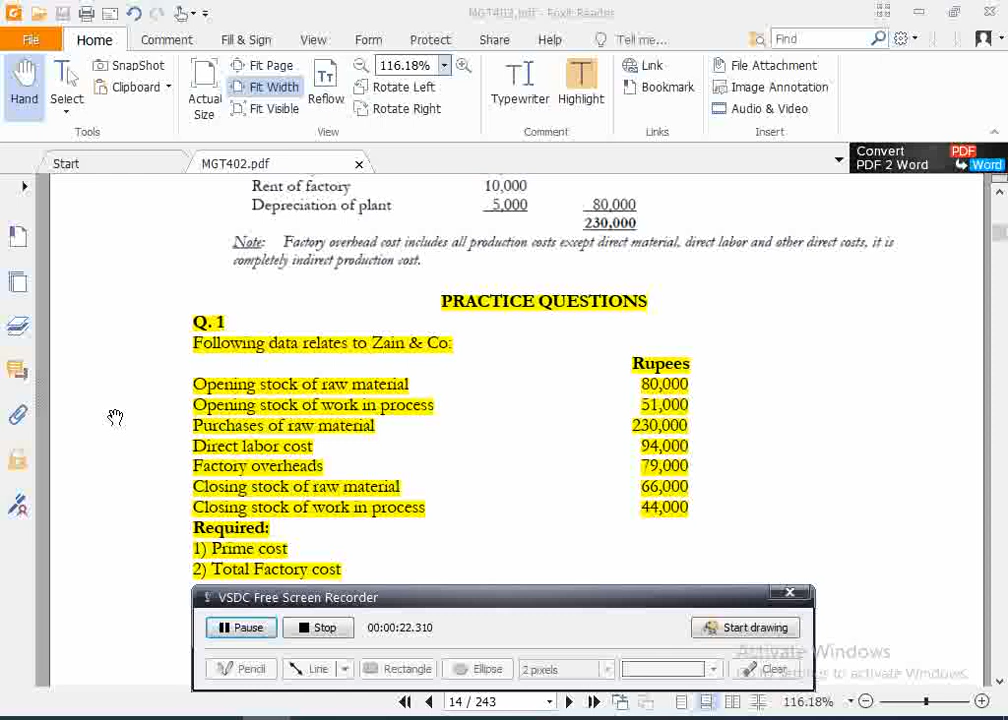 MGT402.pdf - Foxit Reader
File Home Comment Fill & Sign View Form Protect Share Help Tell me... Find
Hand
Select
SnapShot
Clipboard
Tools
Actual Size
Fit Page
Fit Width
Fit Visible
Reflow
116.18%
Rotate Left
Rotate Right
View
Typewriter
Highlight
Comment
Link
Bookmark
Links
File Attachment
Image Annotation
Audio & Video
Insert
Start MGT402.pdf
Convert PDF
PDF 2 Word Word
Rent of factory 10,000
Depreciation of plant 5,000 80,000
230,000
Note: Factory overhead cost includes all production costs except direct material, direct labor and other direct costs, it is
completely indirect production cost.
PRACTICE QUESTIONS
Q. 1
Following data relates to Zain & Co:
Rupees
Opening stock of raw material 80,000
Opening stock of work in process 51,000
Purchases of raw material 230,000
Direct labor cost 94,000
Factory overheads 79,000
Closing stock of raw material 66,000
Closing stock of work in process 44,000
Required:
1) Prime cost
2) Total Factory cost
VSDC Free Screen Recorder
Pause Stop 00:00:22.310 Start drawing
Pencil Line Rectangle Ellipse 2 pixels Clear
Activate Windows
to Settings to activate Windows.
14 / 243 116.18%